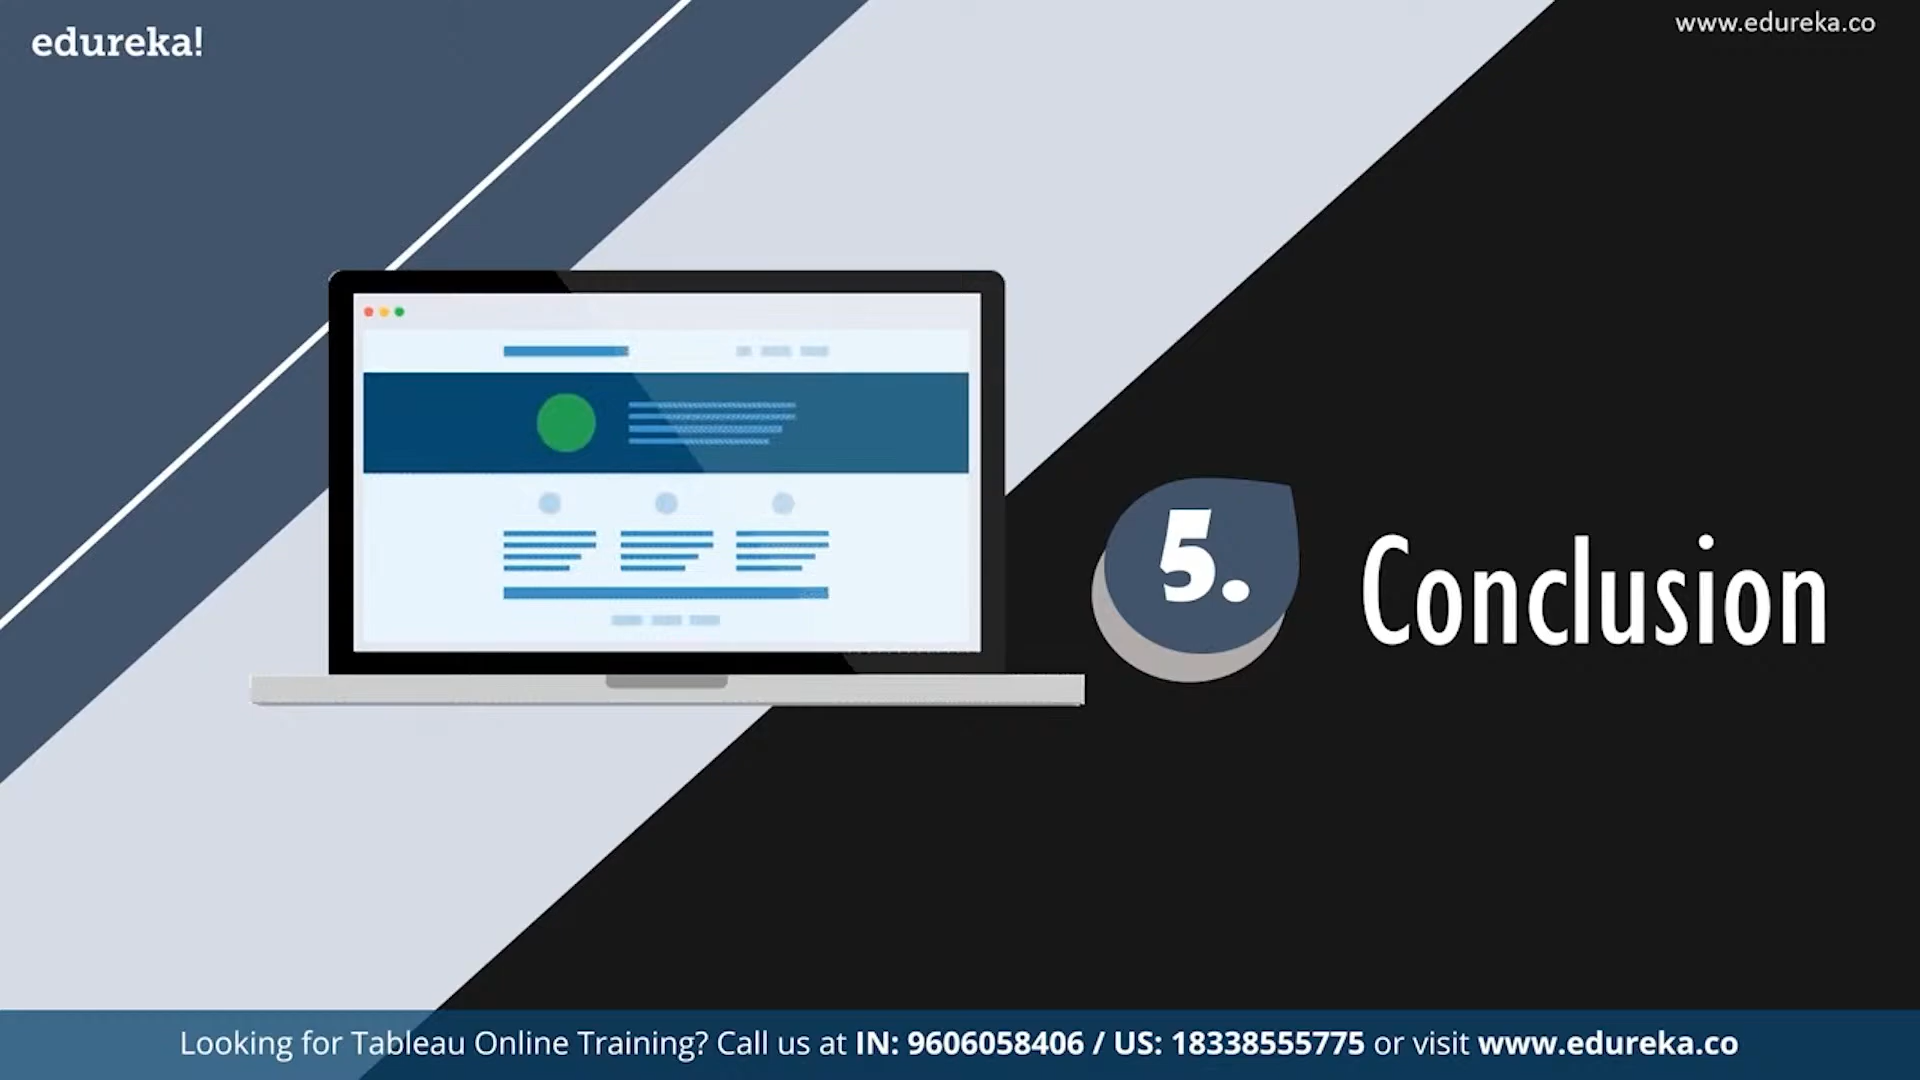 edureka!
www.edureka.co
5.
Conclusion
Looking for Tableau Online Training? Call us at IN: 9606058406 / US: 18338555775 or visit www.edureka.co